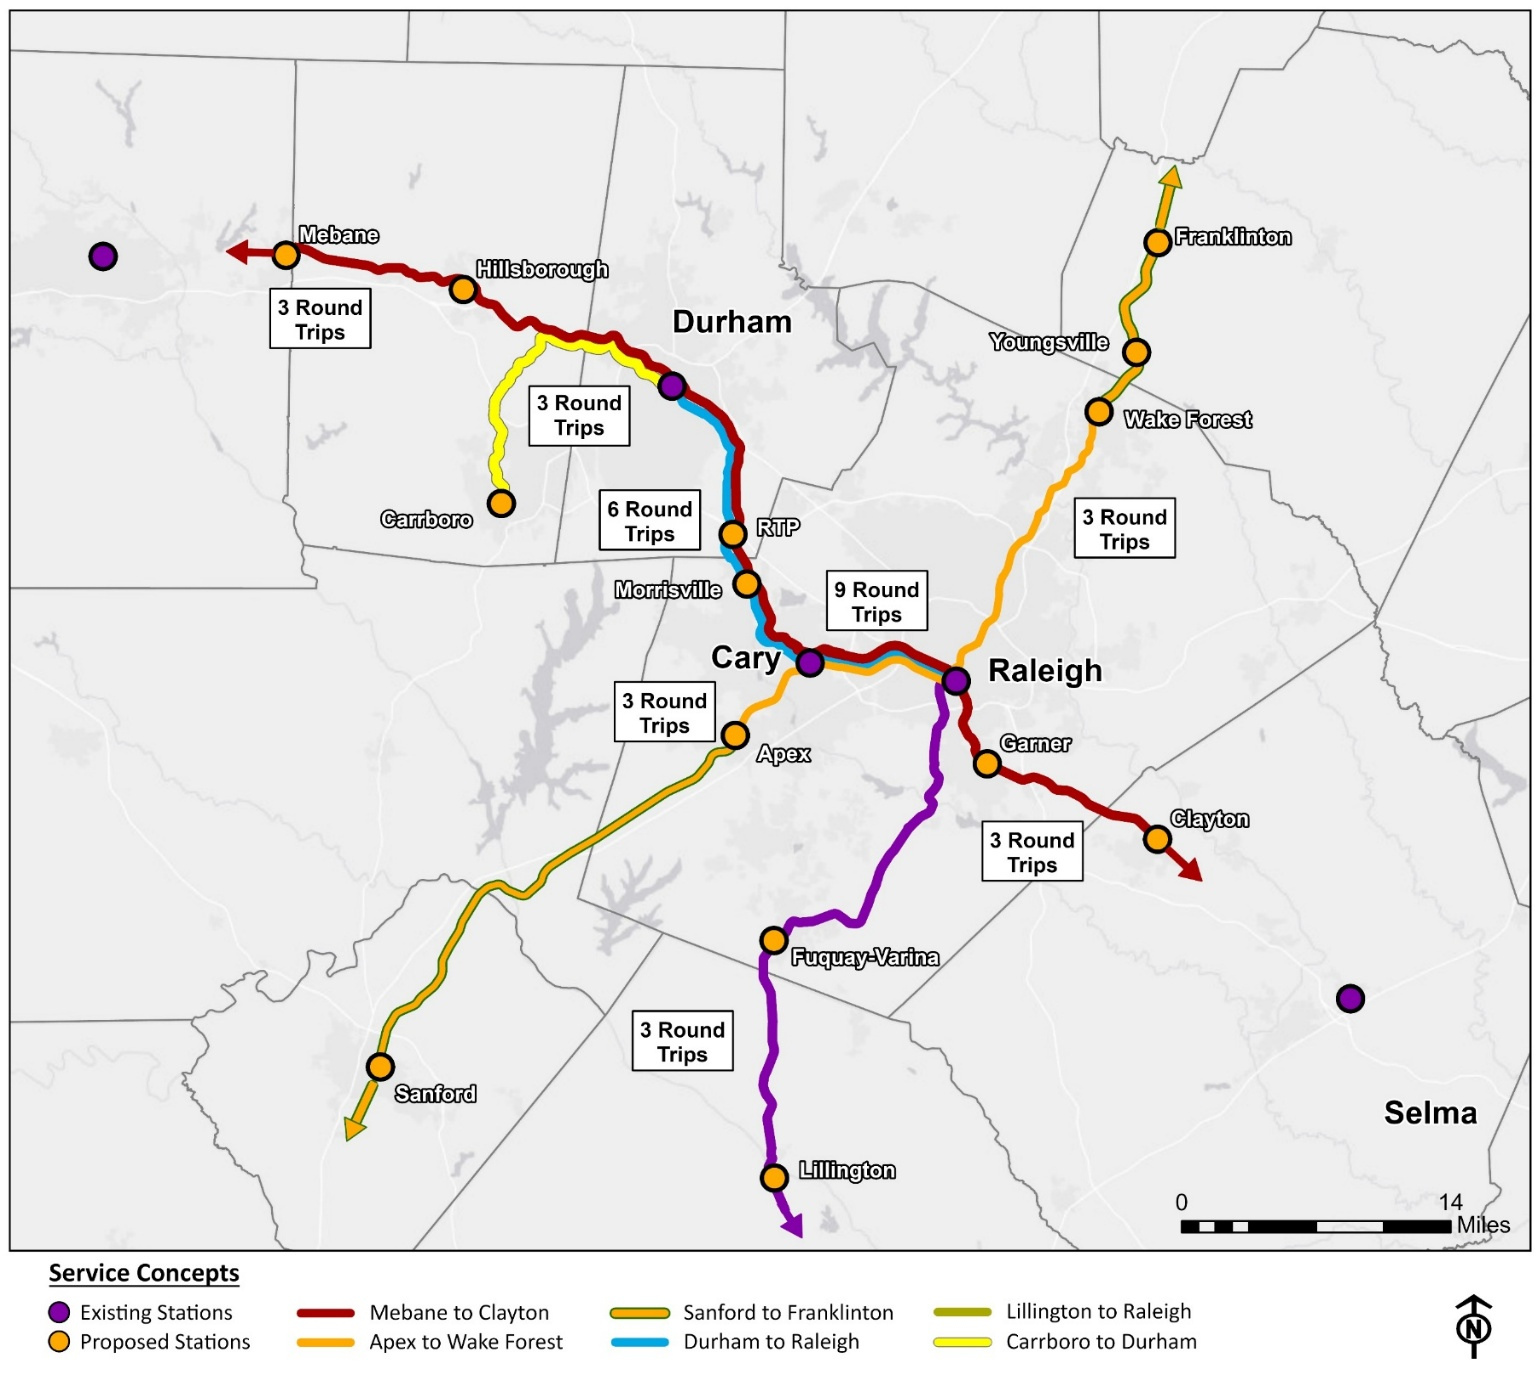 Mebane
Franklinton
Hillsborough
3 Round
Trips
Durham
Youngsville
3 Round
Trips
Wake Forest
Carrboro
6 Round
Trips
RTP
3 Round
Trips
Morrisville
9 Round
Trips
Cary
Raleigh
3 Round
Trips
Apex
Garner
Clayton
3 Round
Trips
Fuquay-Varina
3 Round
Trips
Sanford
Selma
Lillington
0 14
Miles
Service Concepts
Existing Stations
Mebane to Clayton
Sanford to Franklinton
Lillington to Raleigh
Proposed Stations
Apex to Wake Forest
Durham to Raleigh
Carrboro to Durham
N